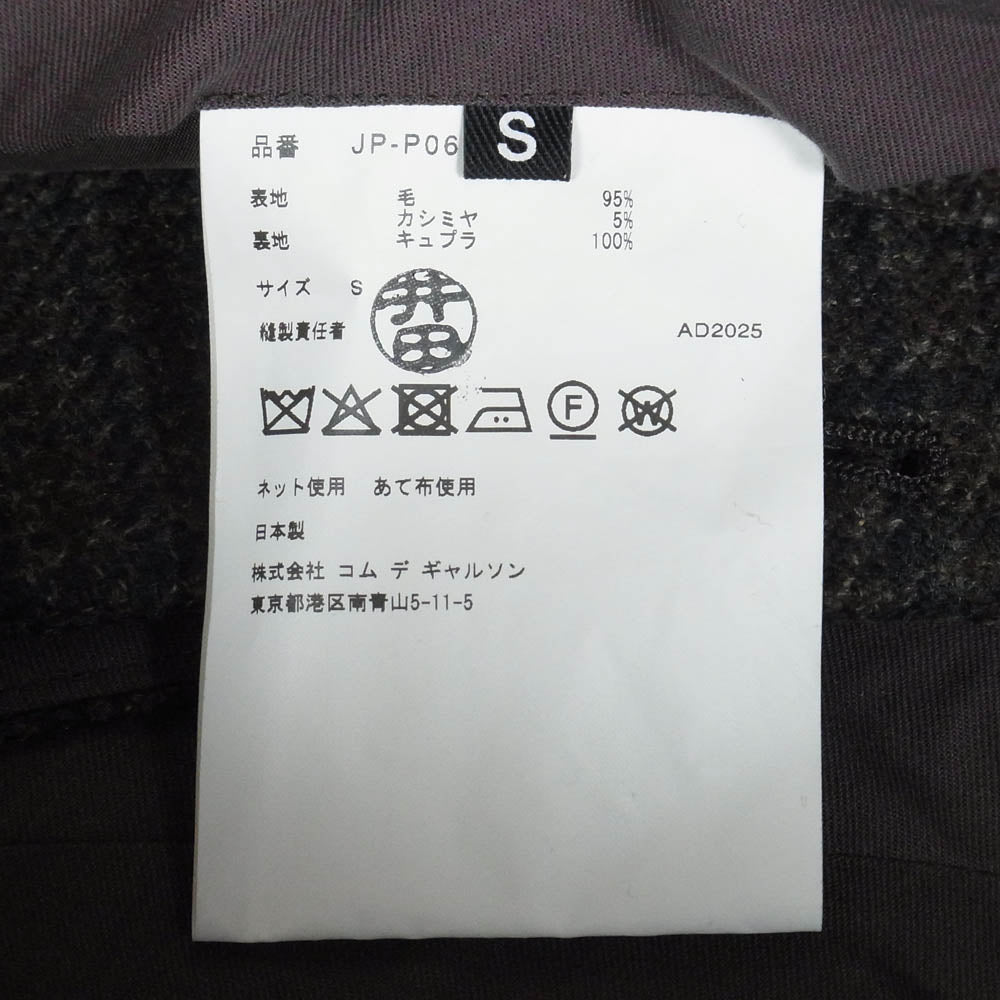 品番 JP-P06 S
表地 毛 95%
カシミヤ 5%
裏地 キュプラ 100%
サイズ S
井田
縫製責任者 AD2025
F
W
ネット使用 あて布使用
日本製
株式会社 コム デ ギャルソン
東京都港区南青山5-11-5